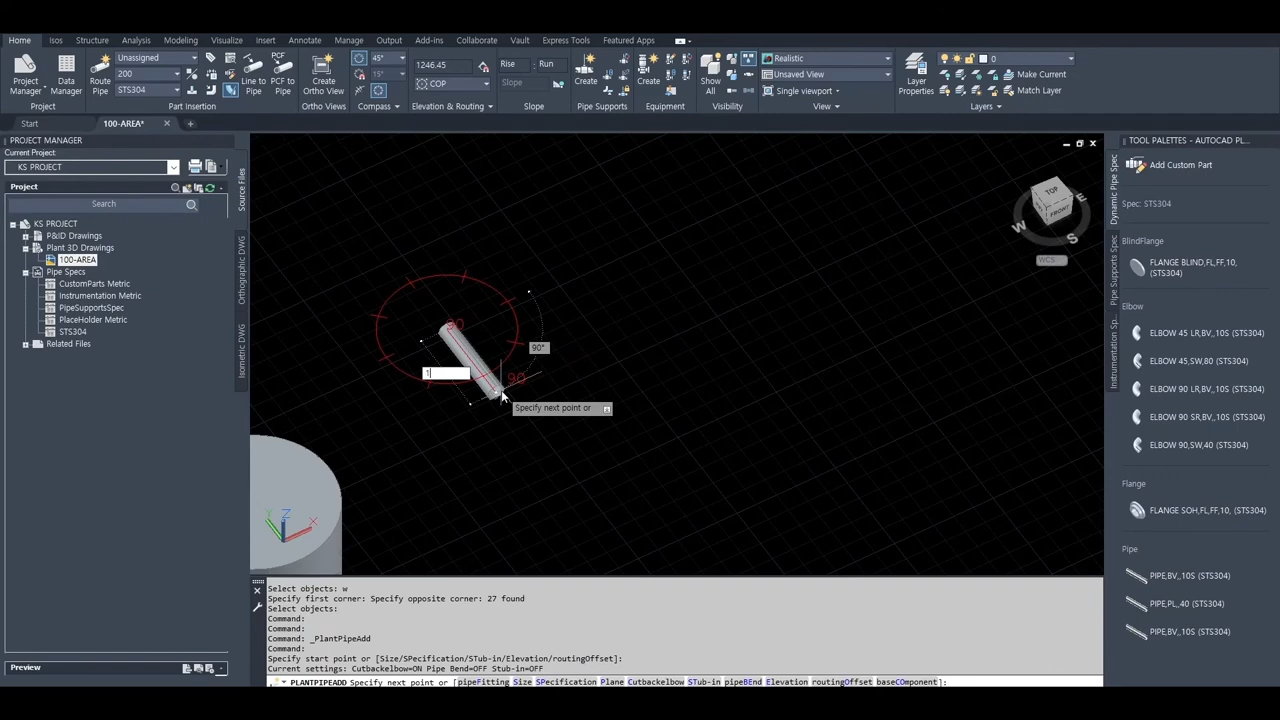 Home Isos Structure Analysis Modeling Visualize Insert Annotate Manage Output Add-ins Collaborate Vault Express Tools Featured Apps
Project Manager
Data Manager
Project
Route Pipe
Unassigned
200
STS304
Line to Pipe
PCF to Pipe
Part Insertion
Create Ortho View
Ortho Views
45°
15°
Compass
1246.45
COP
Elevation & Routing
Rise Run
Slope
Slope
Create
Pipe Supports
Create
Equipment
Show All
Visibility
Realistic
Unsaved View
Single viewport
View
Layer Properties
0
Make Current
Match Layer
Layers
Start
100-AREA*
PROJECT MANAGER
Current Project:
KS PROJECT
Project
Search
KS PROJECT
P&ID Drawings
Plant 3D Drawings
100-AREA
Pipe Specs
CustomParts Metric
Instrumentation Metric
PipeSupportsSpec
PlaceHolder Metric
STS304
Related Files
Preview
Source Files
Orthographic DWG
Isometric DWG
90
90
90°
1
Specify next point or
TOP
FRONT
W
S
E
WCS
Y
Z
X
Select objects: w
Specify first corner: Specify opposite corner: 27 found
Select objects:
Command:
Command:
Command: _PlantPipeAdd
Command:
Specify start point or [Size/SPecification/STub-in/Elevation/routingOffset]:
Current settings: Cutbackelbow=ON Pipe Bend=OFF Stub-in=OFF
PLANTPIPEADD Specify next point or [pipeFitting Size SPecification Plane Cutbackelbow STub-in pipeBEnd Elevation routingOffset baseCOmponent]:
TOOL PALETTES - AUTOCAD PL...
Add Custom Part
Spec: STS304
BlindFlange
FLANGE BLIND,FL,FF,10, (STS304)
Elbow
ELBOW 45 LR,BV,,10S (STS304)
ELBOW 45,SW,80 (STS304)
ELBOW 90 LR,BV,,10S (STS304)
ELBOW 90 SR,BV,,10S (STS304)
ELBOW 90,SW,40 (STS304)
Flange
FLANGE SOH,FL,FF,10, (STS304)
Pipe
PIPE,BV,,10S (STS304)
PIPE,PL,,40 (STS304)
PIPE,BV,,10S (STS304)
Dynamic Pipe Spec
Pipe Supports Spec
Instrumentation Sp...